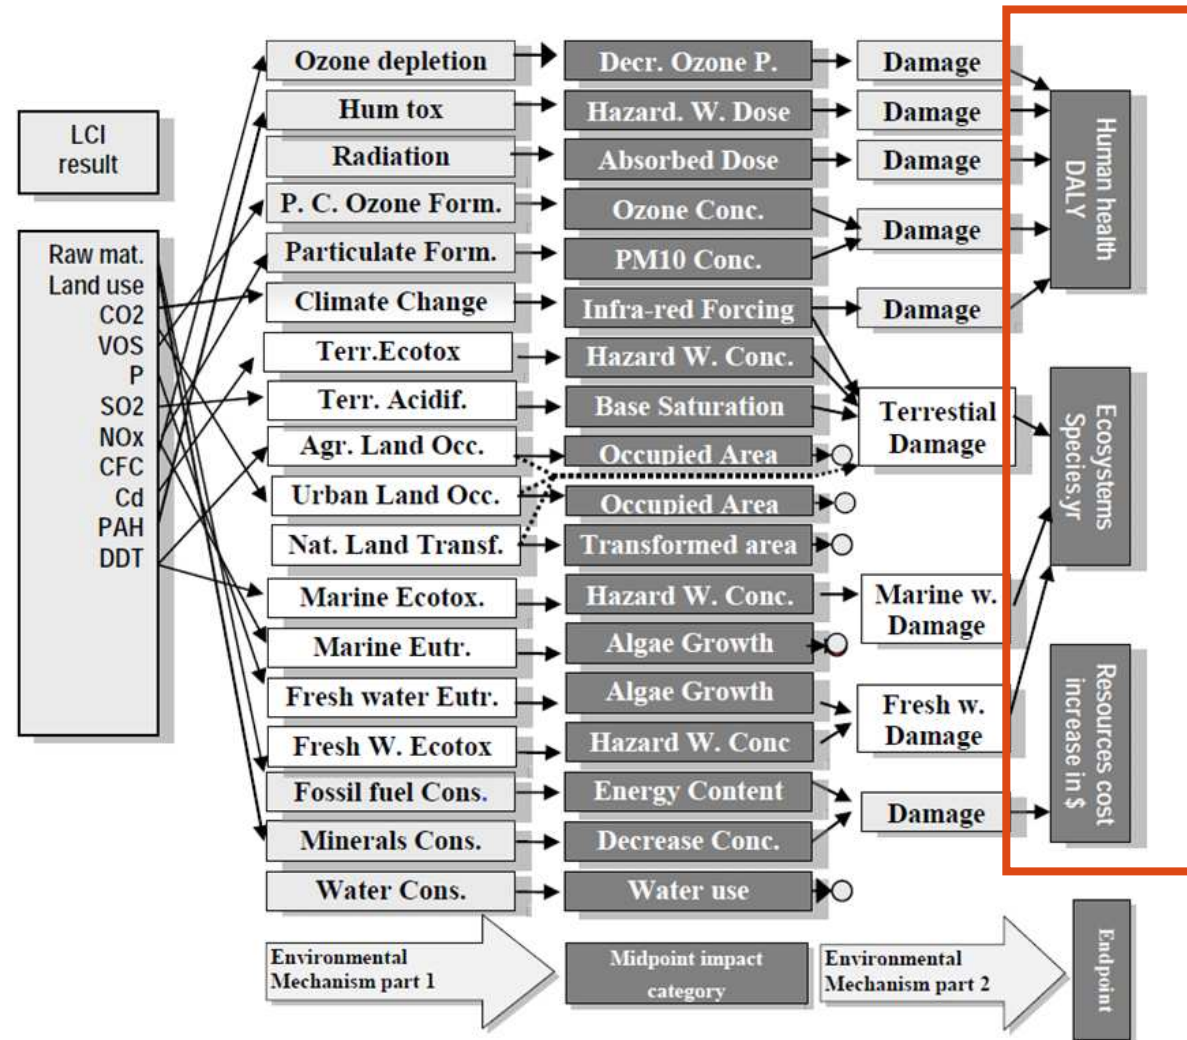 LCI
result
Raw mat.
Land use
CO2
VOS
P
SO2
NOx
CFC
Cd
PAH
DDT
Ozone depletion
Hum tox
Radiation
P. C. Ozone Form.
Particulate Form.
Climate Change
Terr.Ecotox
Terr. Acidif.
Agr. Land Occ.
Urban Land Occ.
Nat. Land Transf.
Marine Ecotox.
Marine Eutr.
Fresh water Eutr.
Fresh W. Ecotox
Fossil fuel Cons.
Minerals Cons.
Water Cons.
Decr. Ozone P.
Hazard. W. Dose
Absorbed Dose
Ozone Conc.
PM10 Conc.
Infra-red Forcing
Hazard W. Conc.
Base Saturation
Occupied Area
Occupied Area
Transformed area
Hazard W. Conc.
Algae Growth
Algae Growth
Hazard W. Conc
Energy Content
Decrease Conc.
Water use
Damage
Damage
Damage
Damage
Damage
Terrestial
Damage
Marine w.
Damage
Fresh w.
Damage
Damage
Human health
DALY
Ecosystems
Species.yr
Resources cost
increase in $
Environmental
Mechanism part 1
Midpoint impact
category
Environmental
Mechanism part 2
Endpoint